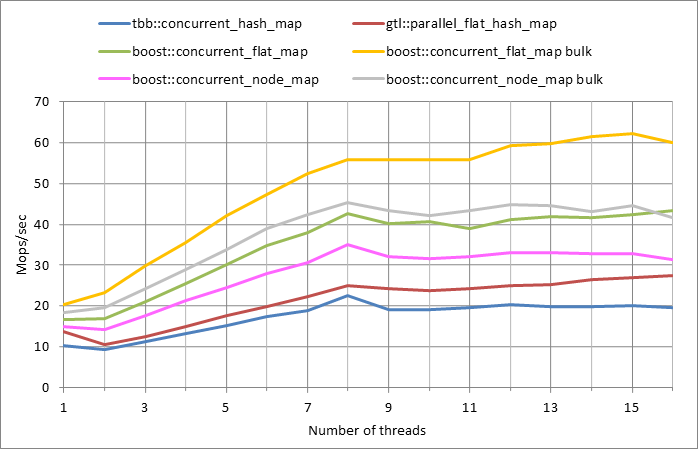 tbb::concurrent_hash_map gtl::parallel_flat_hash_map
boost::concurrent_flat_map boost::concurrent_flat_map bulk
boost::concurrent_node_map boost::concurrent_node_map bulk
70
60
50
40
30
20
10
0
Mops/sec
1 3 5 7 9 11 13 15
Number of threads